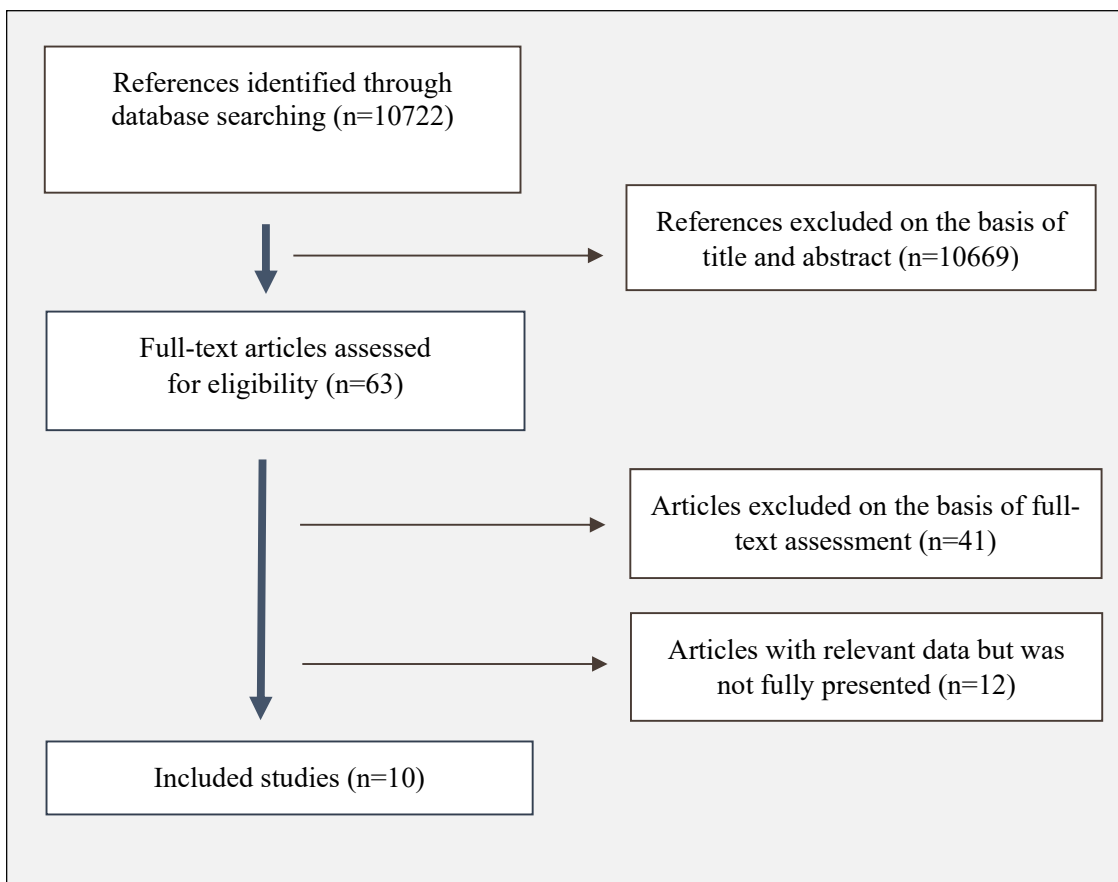 References identified through
database searching (n=10722)
References excluded on the basis of
title and abstract (n=10669)
Full-text articles assessed
for eligibility (n=63)
Articles excluded on the basis of full-
text assessment (n=41)
Articles with relevant data but was
not fully presented (n=12)
Included studies (n=10)